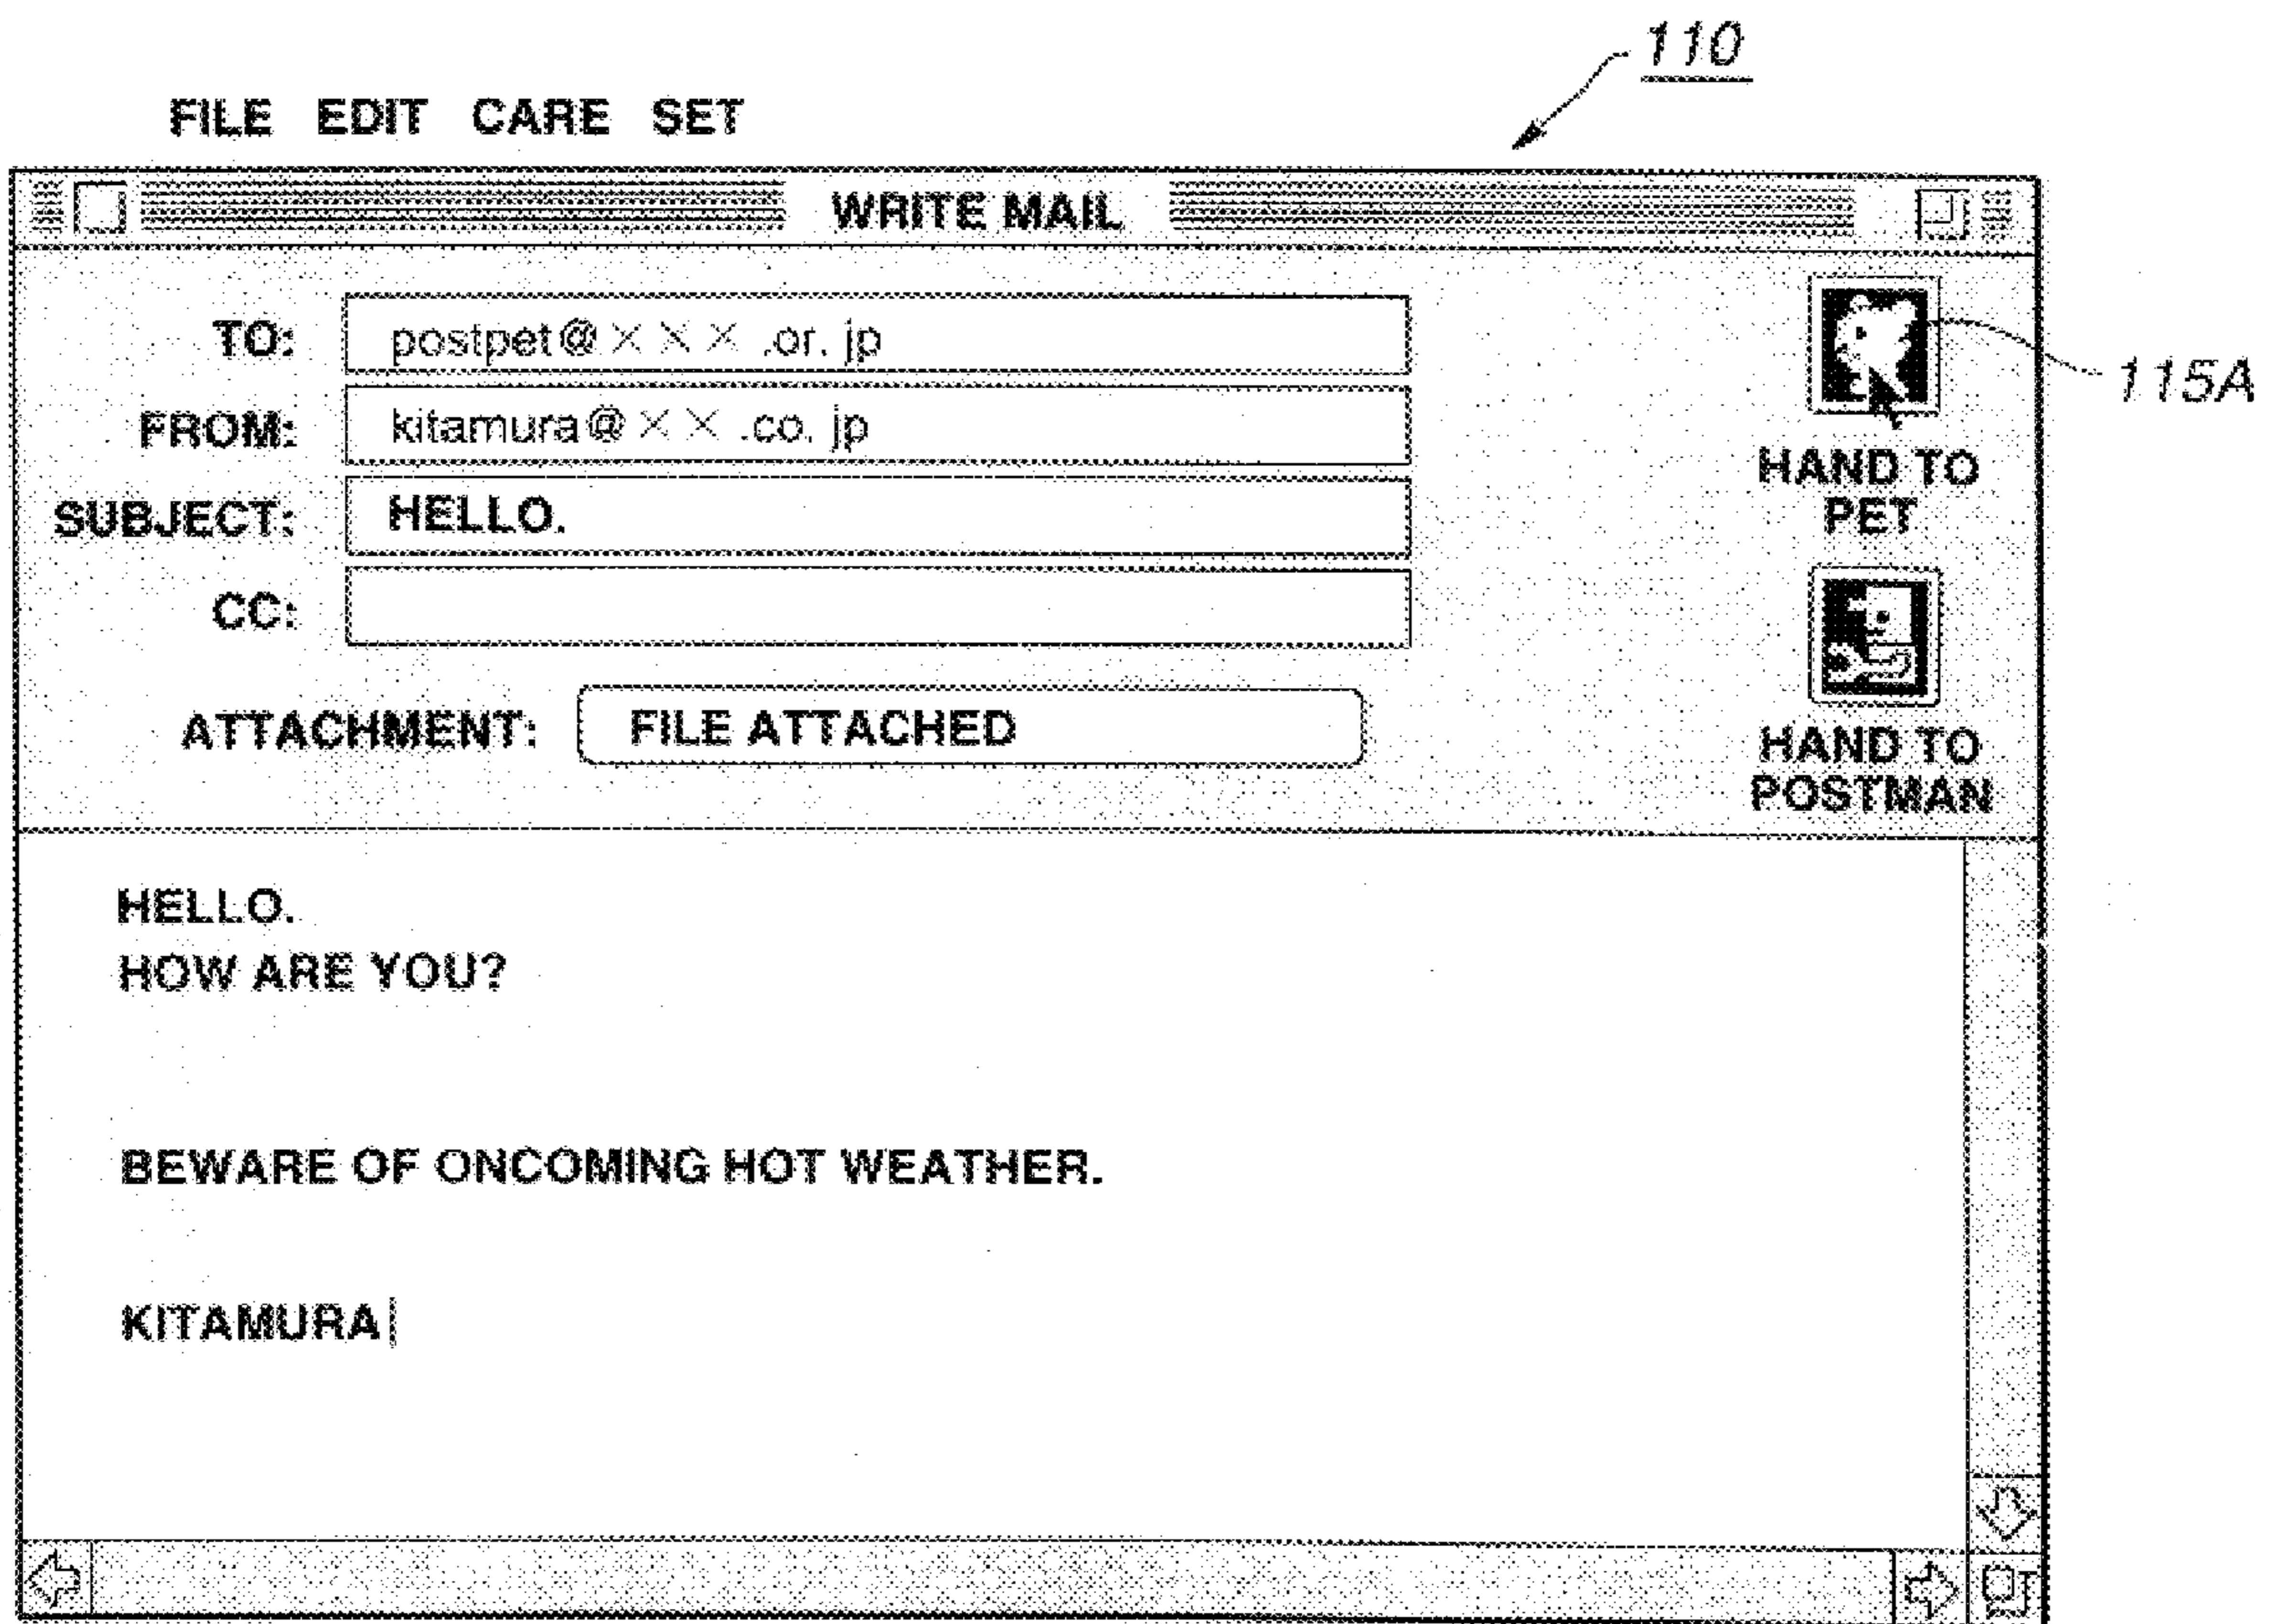 110
FILE EDIT CARE SET
WRITE MAIL
TO: postpet@××× .or. jp
FROM: kitamura@×× .co. jp
SUBJECT: HELLO.
CC:
ATTACHMENT: FILE ATTACHED
115A
HAND TO
PET
HAND TO
POSTMAN
HELLO.
HOW ARE YOU?
BEWARE OF ONCOMING HOT WEATHER.
KITAMURA